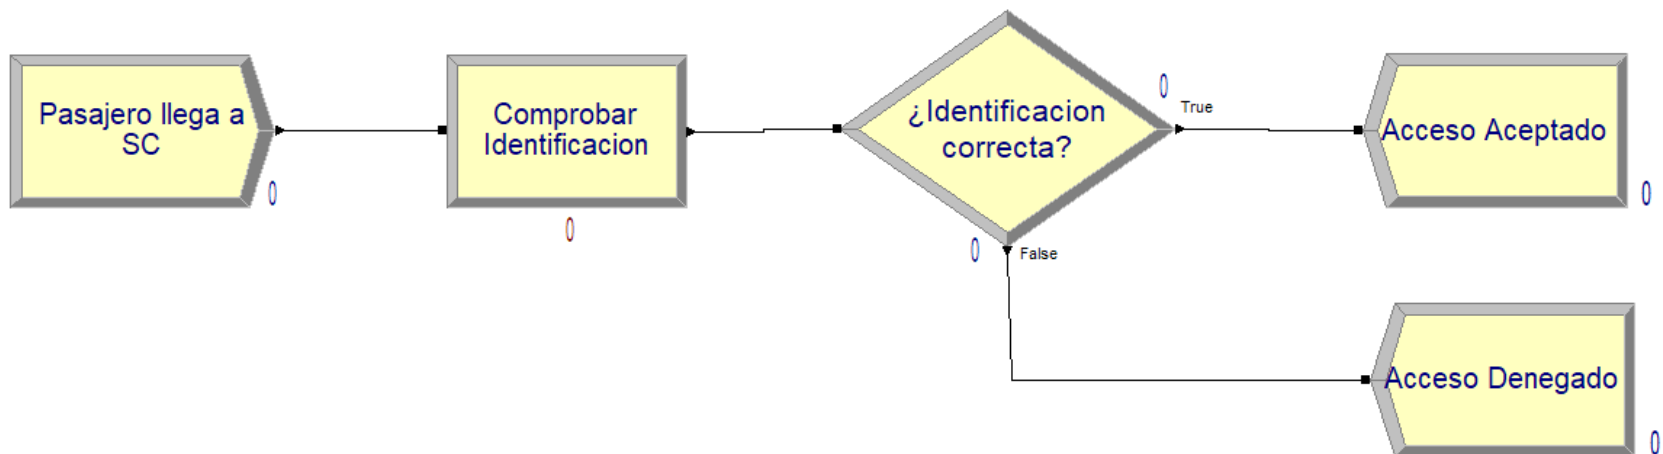 Pasajero llega a
SC
0
Comprobar
Identificacion
0
¿Identificacion
correcta?
0
True
0
False
Acceso Aceptado
0
Acceso Denegado
0